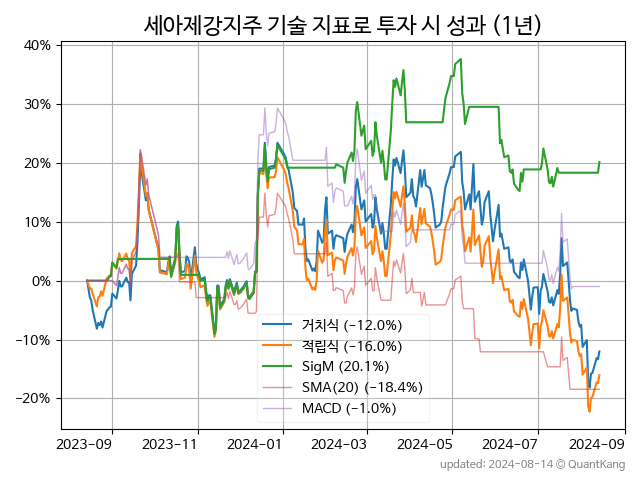 세아제강지주 기술 지표로 투자 시 성과 (1년)
40%
30%
20%
10%
0%
−10%
−20%
거치식 (−12.0%)
적립식 (−16.0%)
SigM (20.1%)
SMA(20) (−18.4%)
MACD (−1.0%)
2023-09 2023-11 2024-01 2024-03 2024-05 2024-07 2024-09
updated: 2024-08-14 © QuantKang